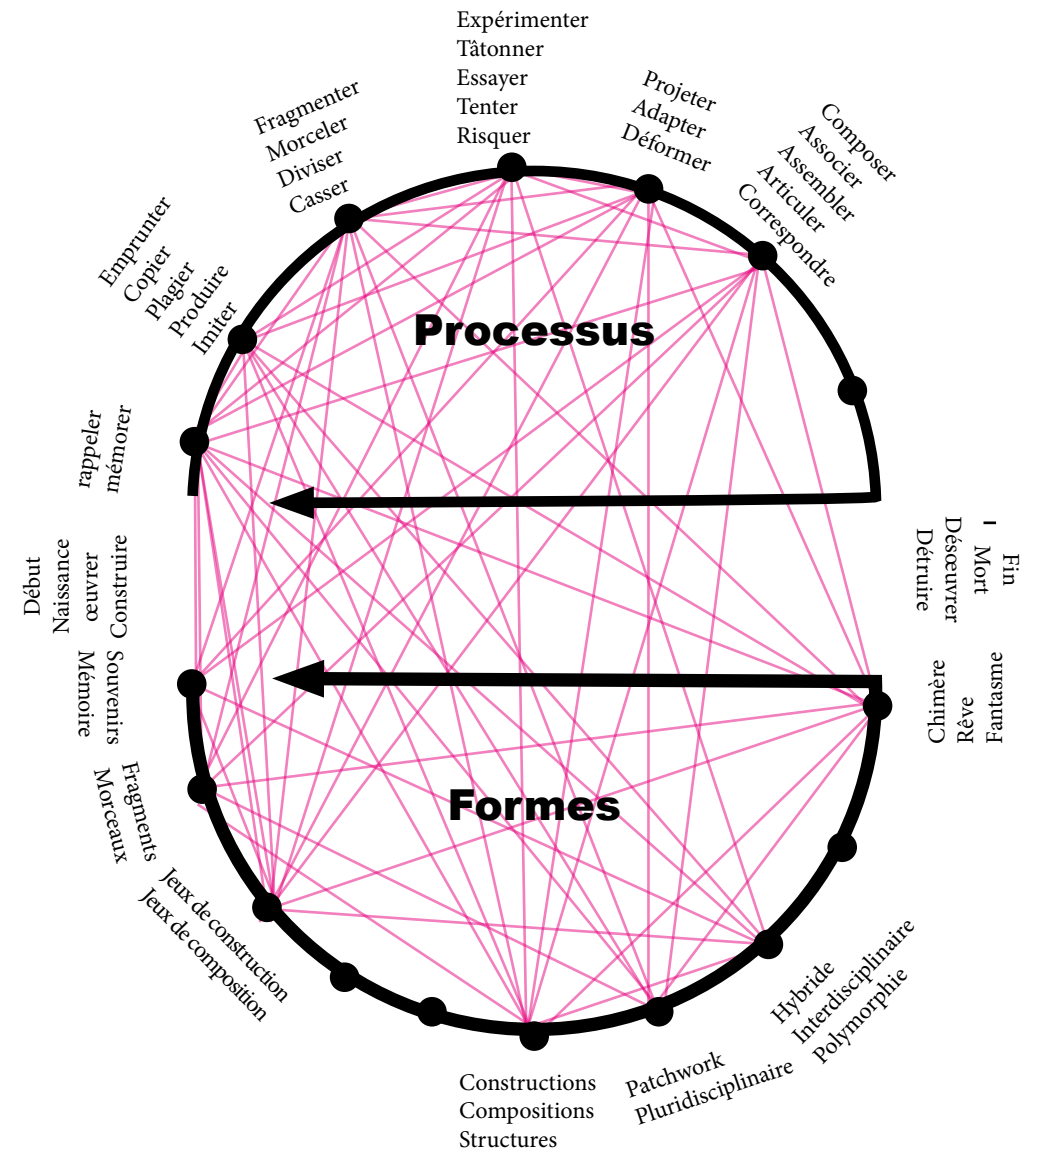 Expérimenter
Tâtonner
Essayer
Tenter
Risquer
Projeter
Adapter
Déformer
Composer
Associer
Assembler
Articuler
Correspondre
Fragmenter
Morceler
Diviser
Casser
Emprunter
Copier
Plagier
Produire
Imiter
rappeler
mémorer
Processus
Début
Naissance
œuvrer
Construire
Fin
Mort
Désœuvrer
Détruire
Souvenirs
Mémoire
Chimère
Rêve
Fantasme
Fragments
Morceaux
Formes
Jeux de construction
Jeux de composition
Hybride
Interdisciplinaire
Polymorphie
Patchwork
Pluridisciplinaire
Constructions
Compositions
Structures